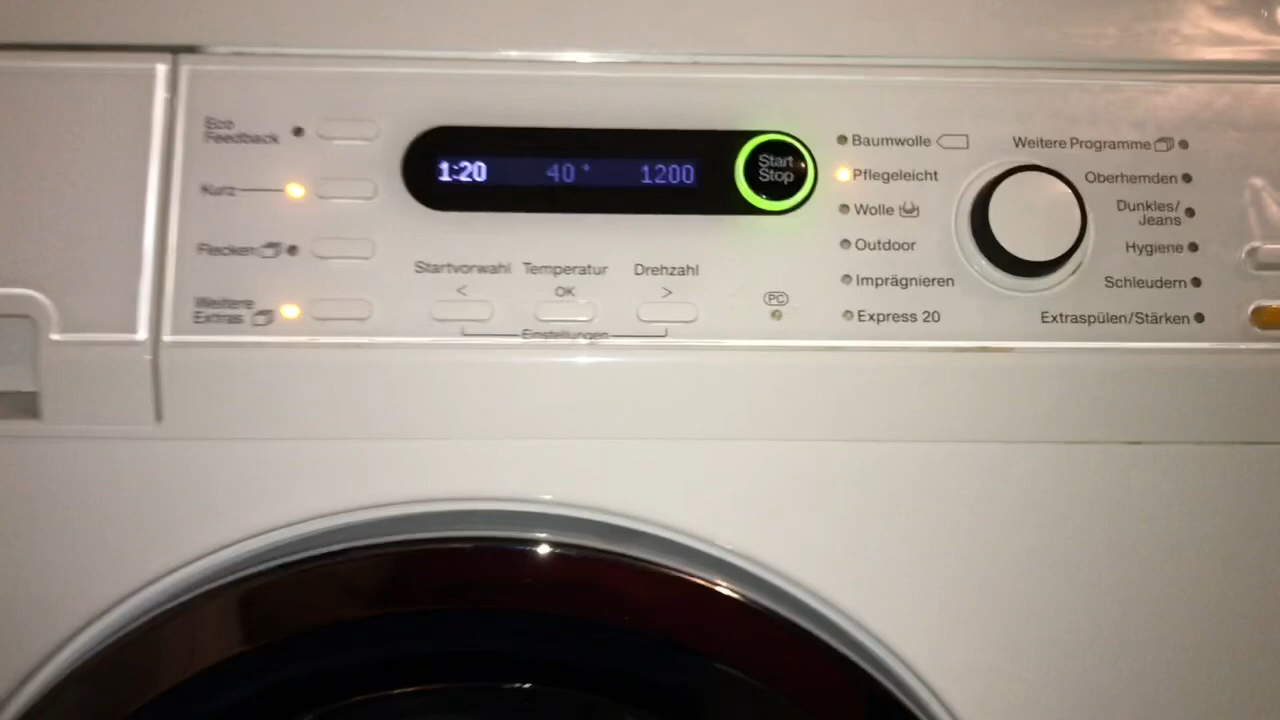 Eco
Feedback
Kurz
Flecken
Weitere
Extras
1:20 40° 1200
Start
Stop
Startvorwahl Temperatur Drehzahl
< OK >
Einstellungen
PC
Baumwolle
Pflegeleicht
Wolle
Outdoor
Imprägnieren
Express 20
Weitere Programme
Oberhemden
Dunkles/
Jeans
Hygiene
Schleudern
Extraspülen/Stärken